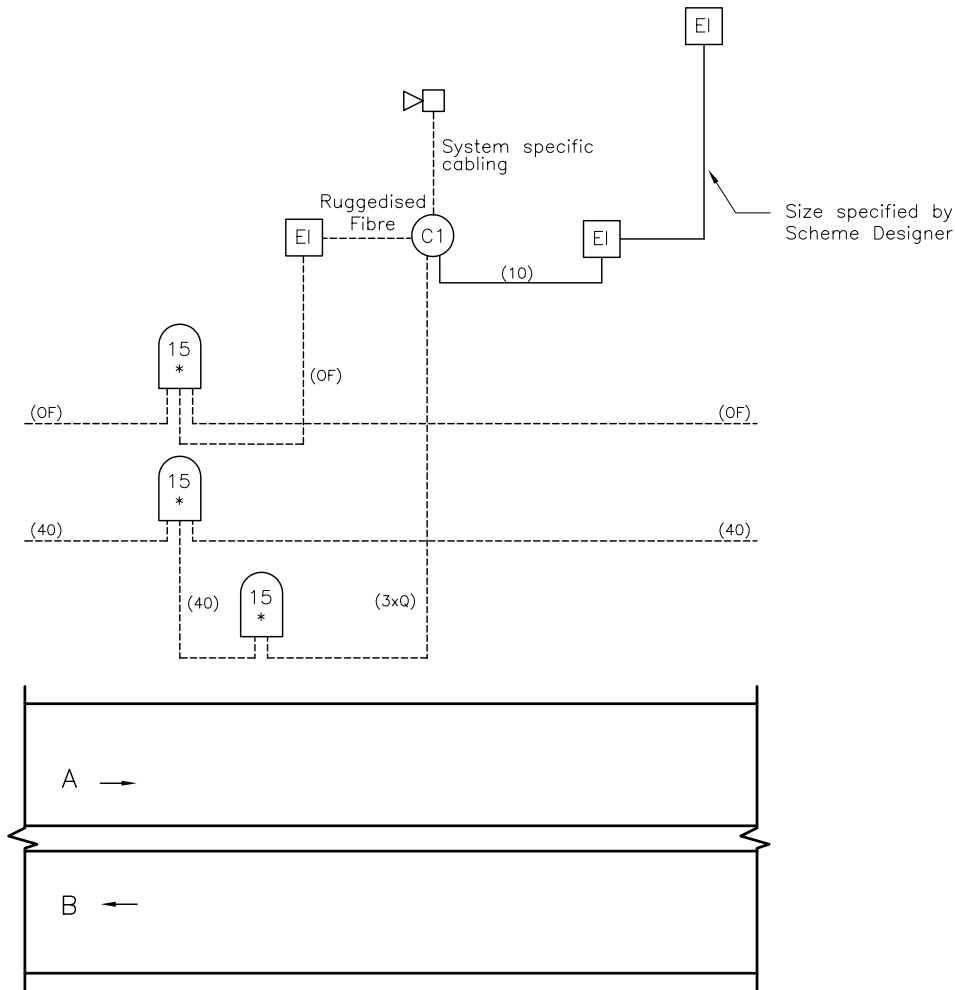 EI
System specific
cabling
Ruggedised
Fibre
EI
C1
EI
Size specified by
Scheme Designer
(10)
15
*
(OF)
(OF)
(OF)
15
*
(40)
(40)
15
*
(40)
(3xQ)
A
B